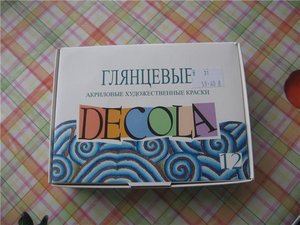 ГЛЯНЦЕВЫЕ
АКРИЛОВЫЕ ХУДОЖЕСТВЕННЫЕ КРАСКИ
DECOLA
12